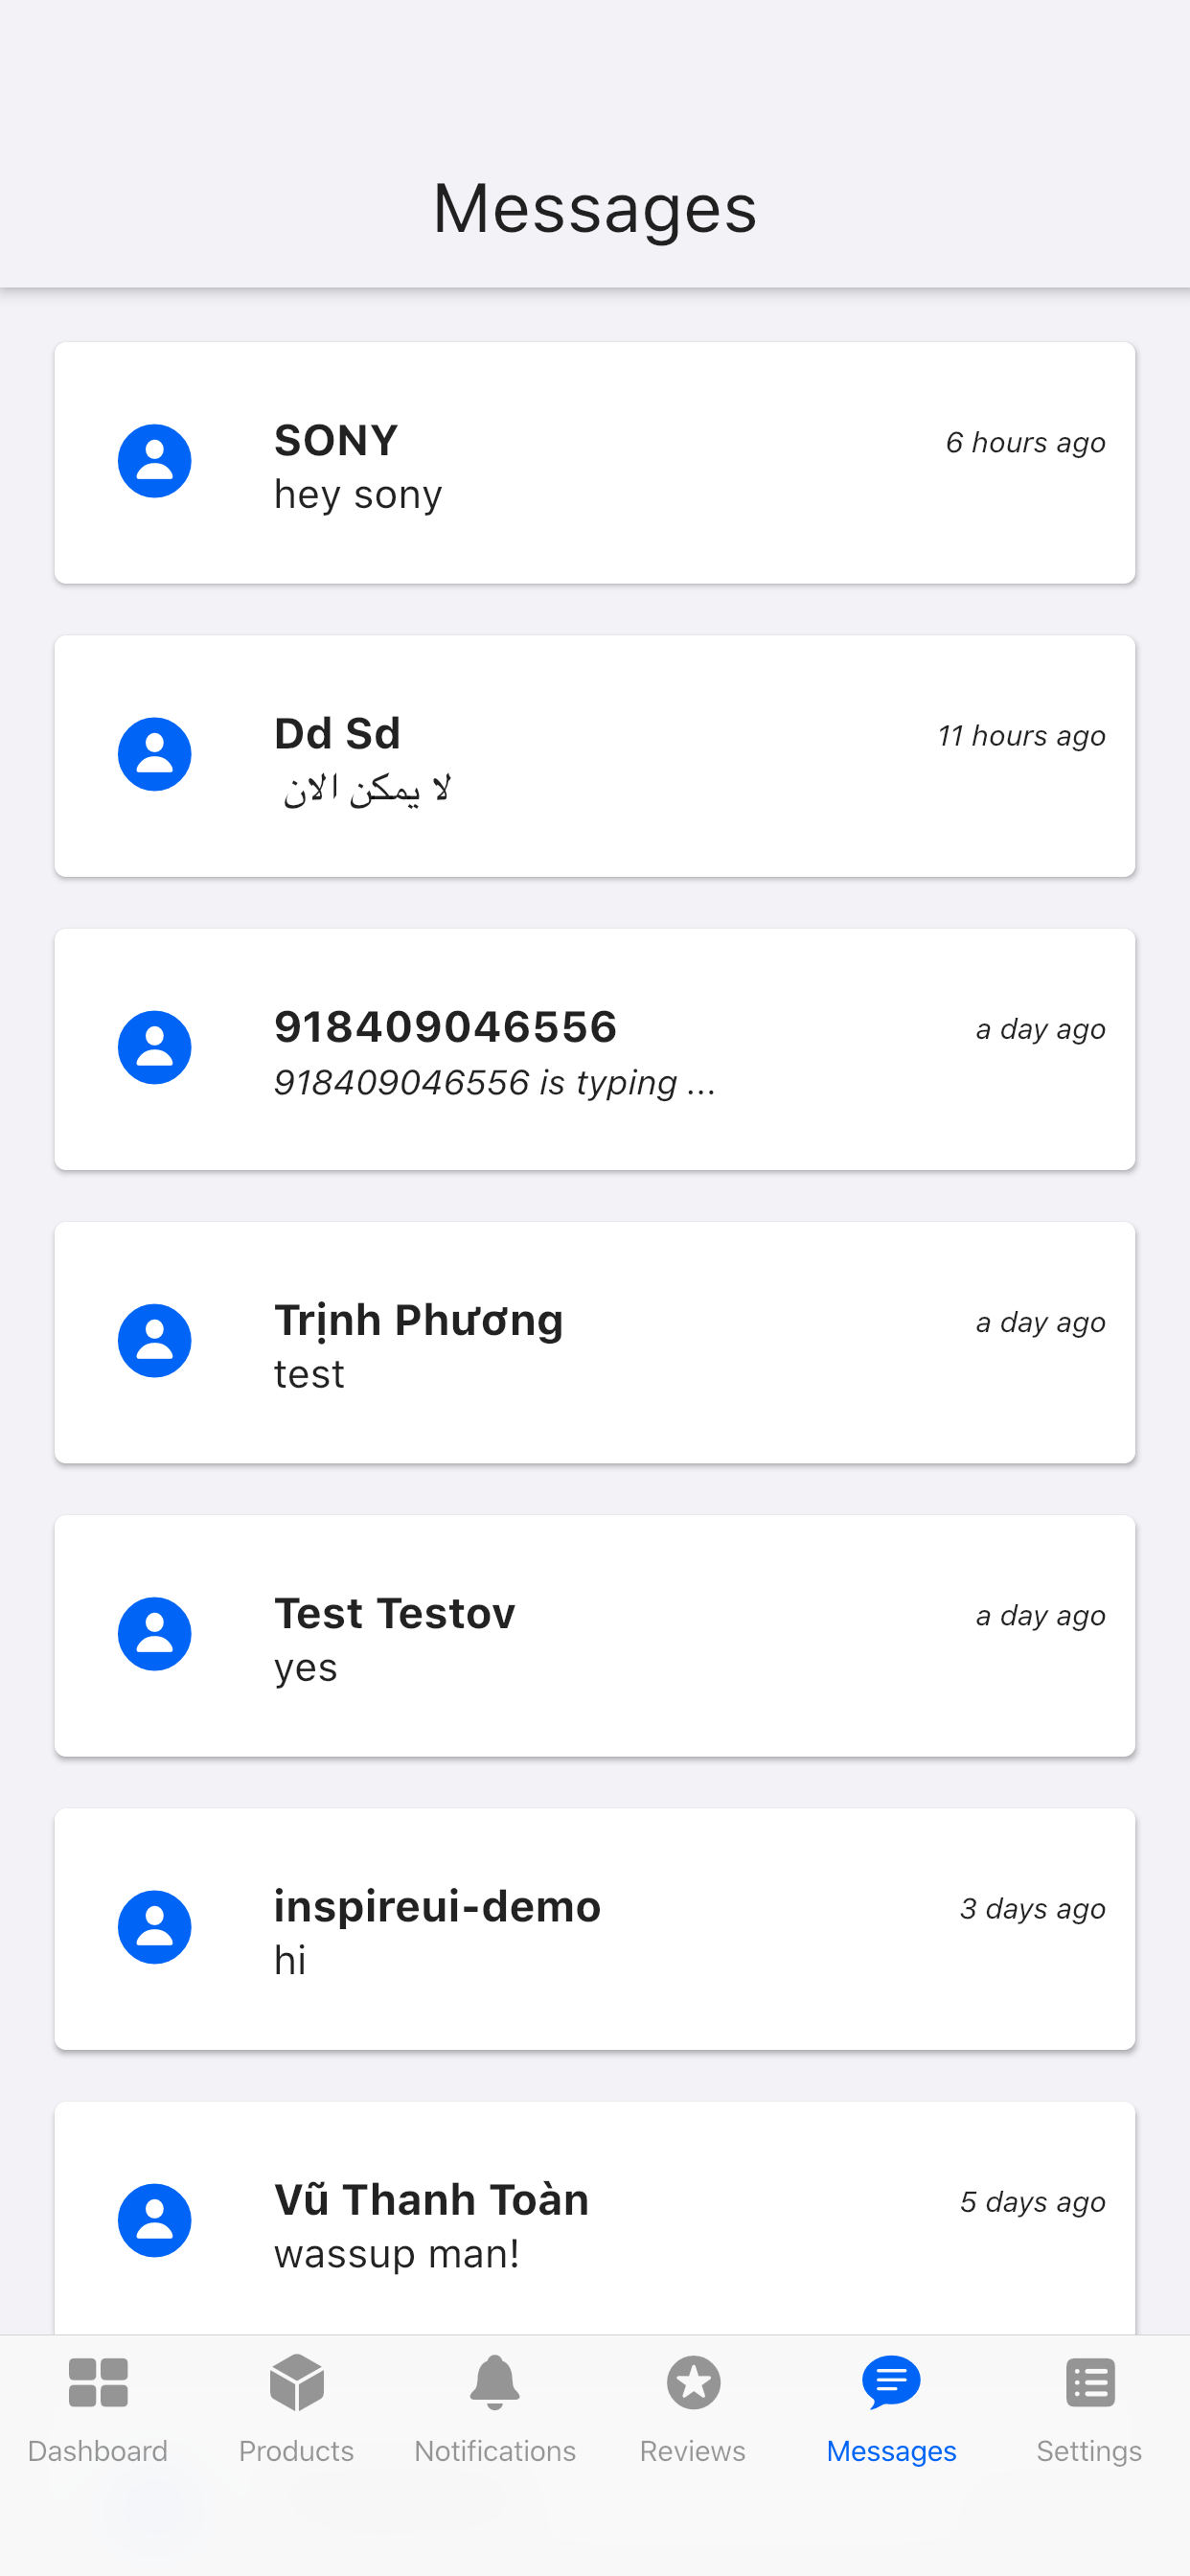 Messages
SONY
6 hours ago
hey sony
Dd Sd
11 hours ago
لا يمكن الان
918409046556
a day ago
918409046556 is typing ...
Trịnh Phương
a day ago
test
Test Testov
a day ago
yes
inspireui-demo
3 days ago
hi
Vũ Thanh Toàn
5 days ago
wassup man!
Dashboard
Products
Notifications
Reviews
Messages
Settings